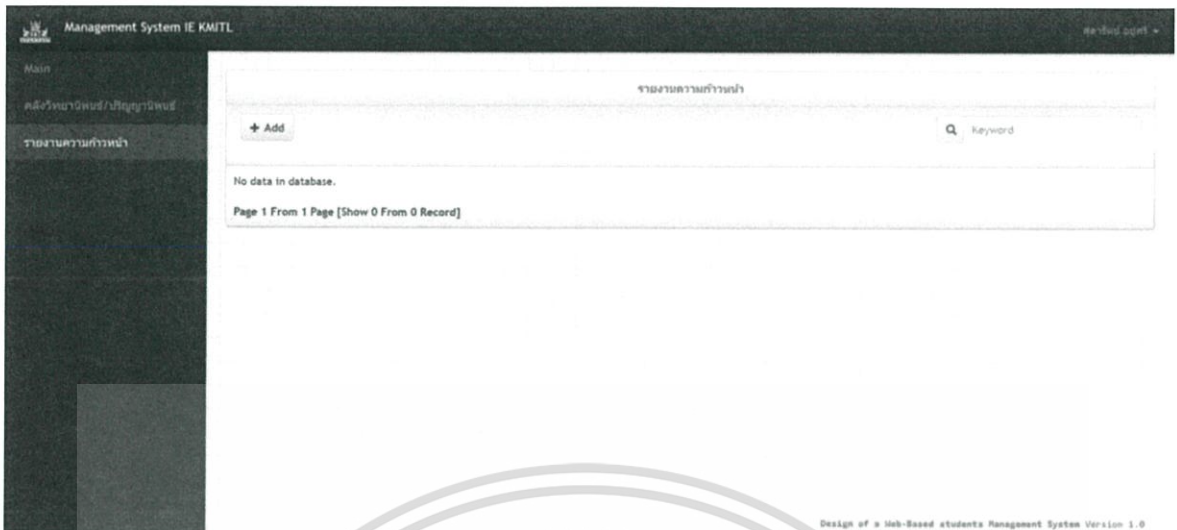 Management System IE KMITL
Main
คลังวิทยานิพนธ์/ปริญญานิพนธ์
รายงานความก้าวหน้า
รายงานความก้าวหน้า
+ Add
Keyword
No data in database.
Page 1 From 1 Page [Show 0 From 0 Record]
Design of a Web-Based students Management System Version 1.0